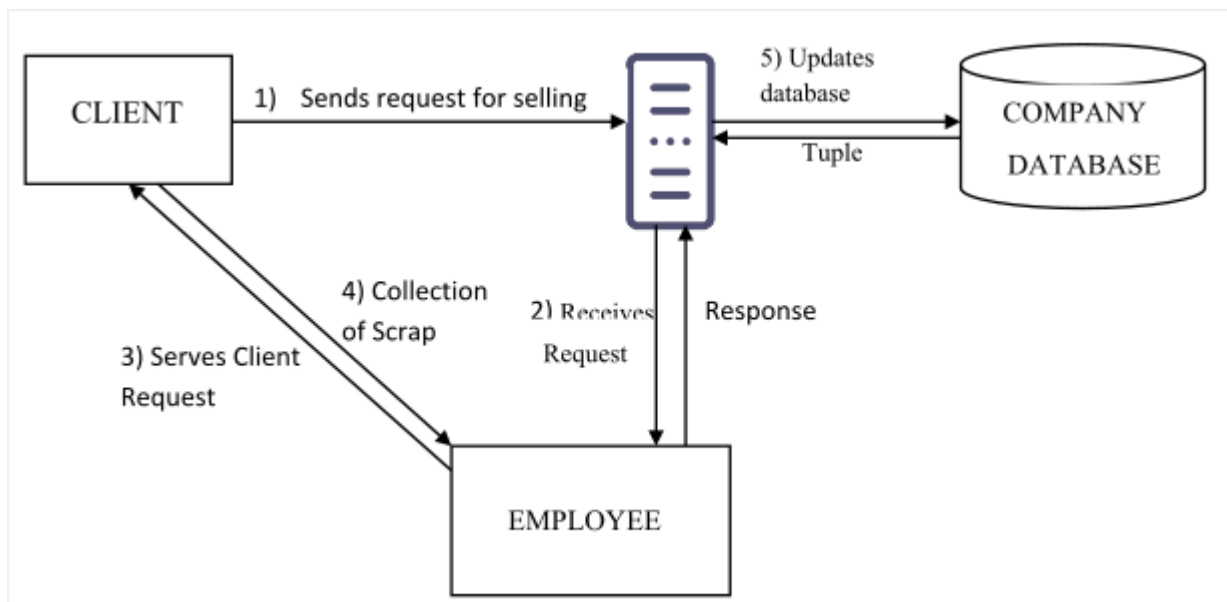 CLIENT
1) Sends request for selling
5) Updates
database
Tuple
COMPANY
DATABASE
4) Collection
of Scrap
3) Serves Client
Request
2) Receives
Request
Response
EMPLOYEE